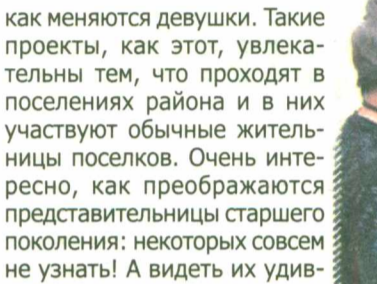 как меняются девушки. Такие
проекты, как этот, увлека-
тельны тем, что проходят в
поселениях района и в них
участвуют обычные житель-
ницы поселков. Очень инте-
ресно, как преображаются
представительницы старшего
поколения: некоторых совсем
не узнать! А видеть их удив-